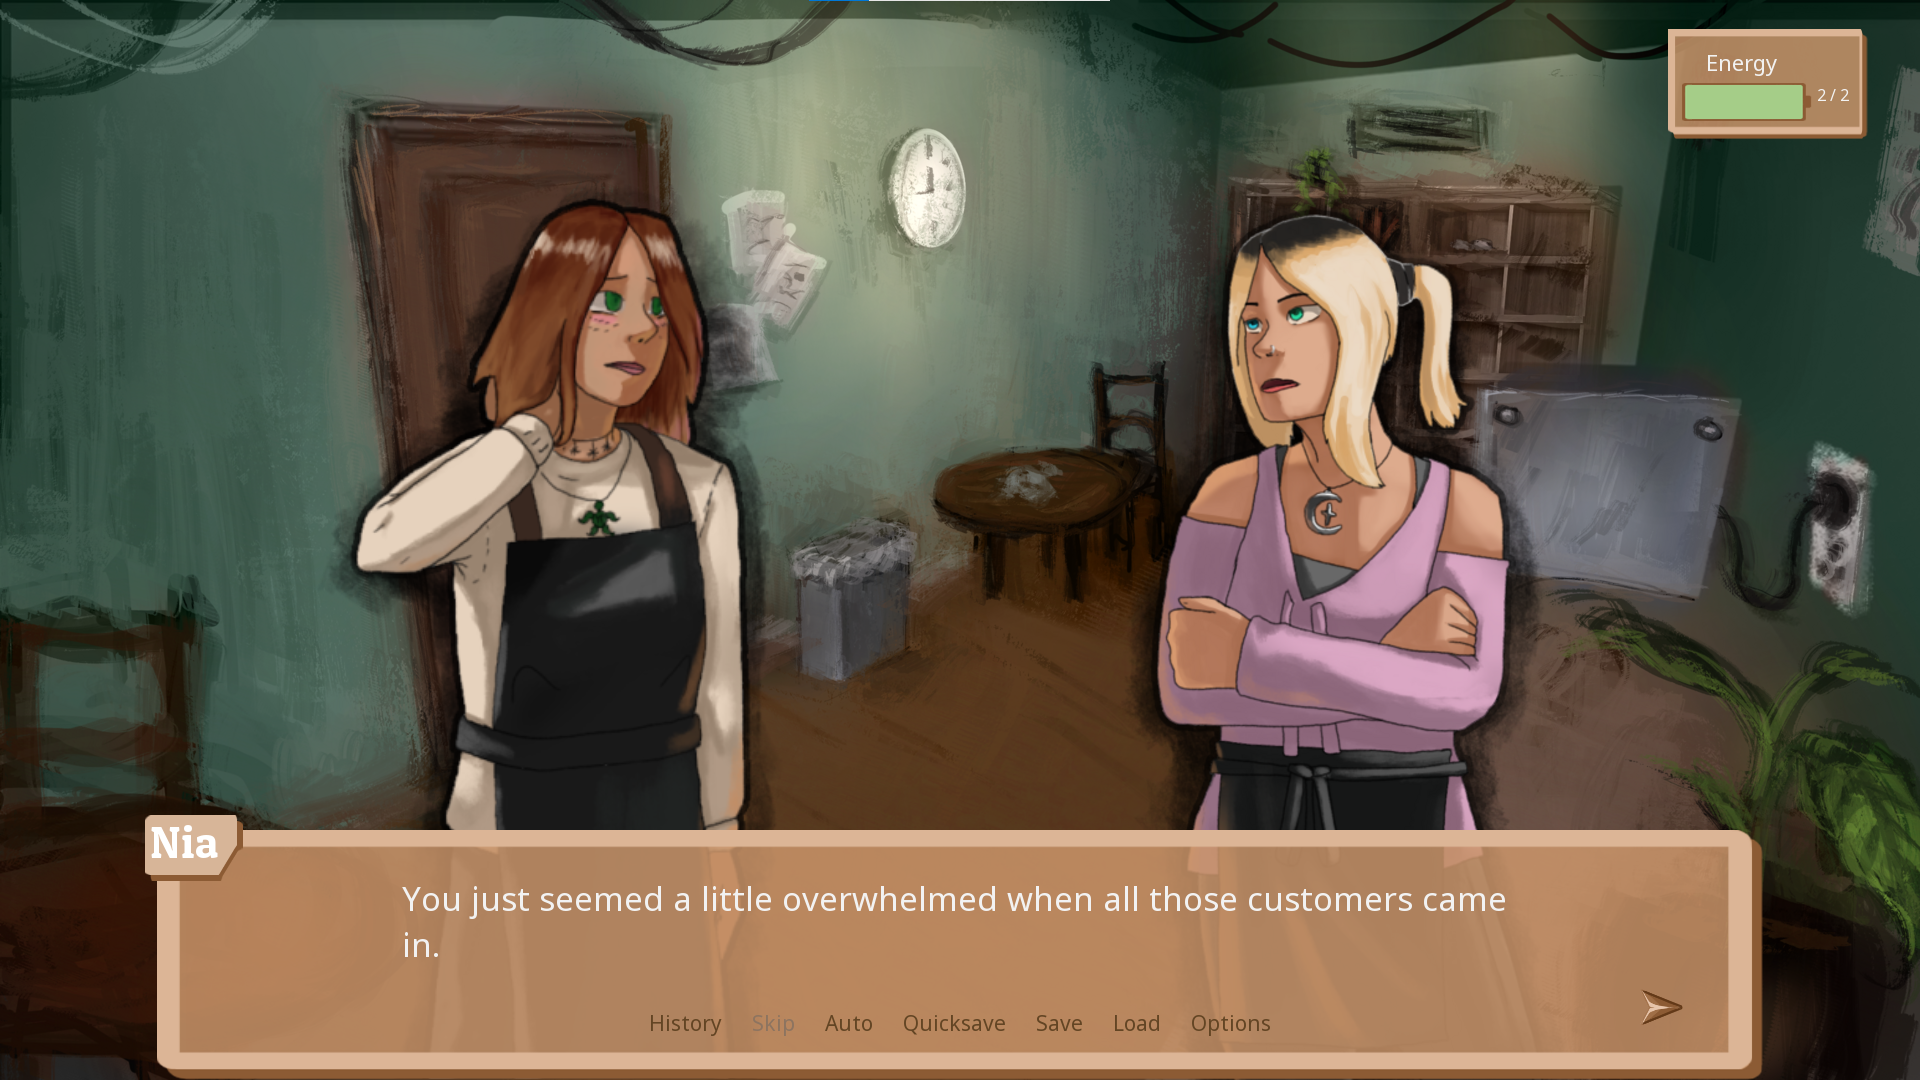 Energy
2 / 2
Nia
You just seemed a little overwhelmed when all those customers came
in.
History Skip Auto Quicksave Save Load Options